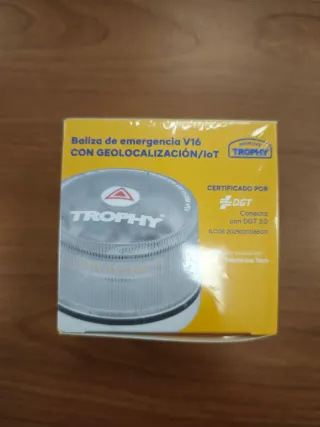 Baliza de emergencia V16
CON GEOLOCALIZACIÓN/IoT
TROPHY
CERTIFICADO POR
DGT
Conecta
con DGT 3.0
TROPHY